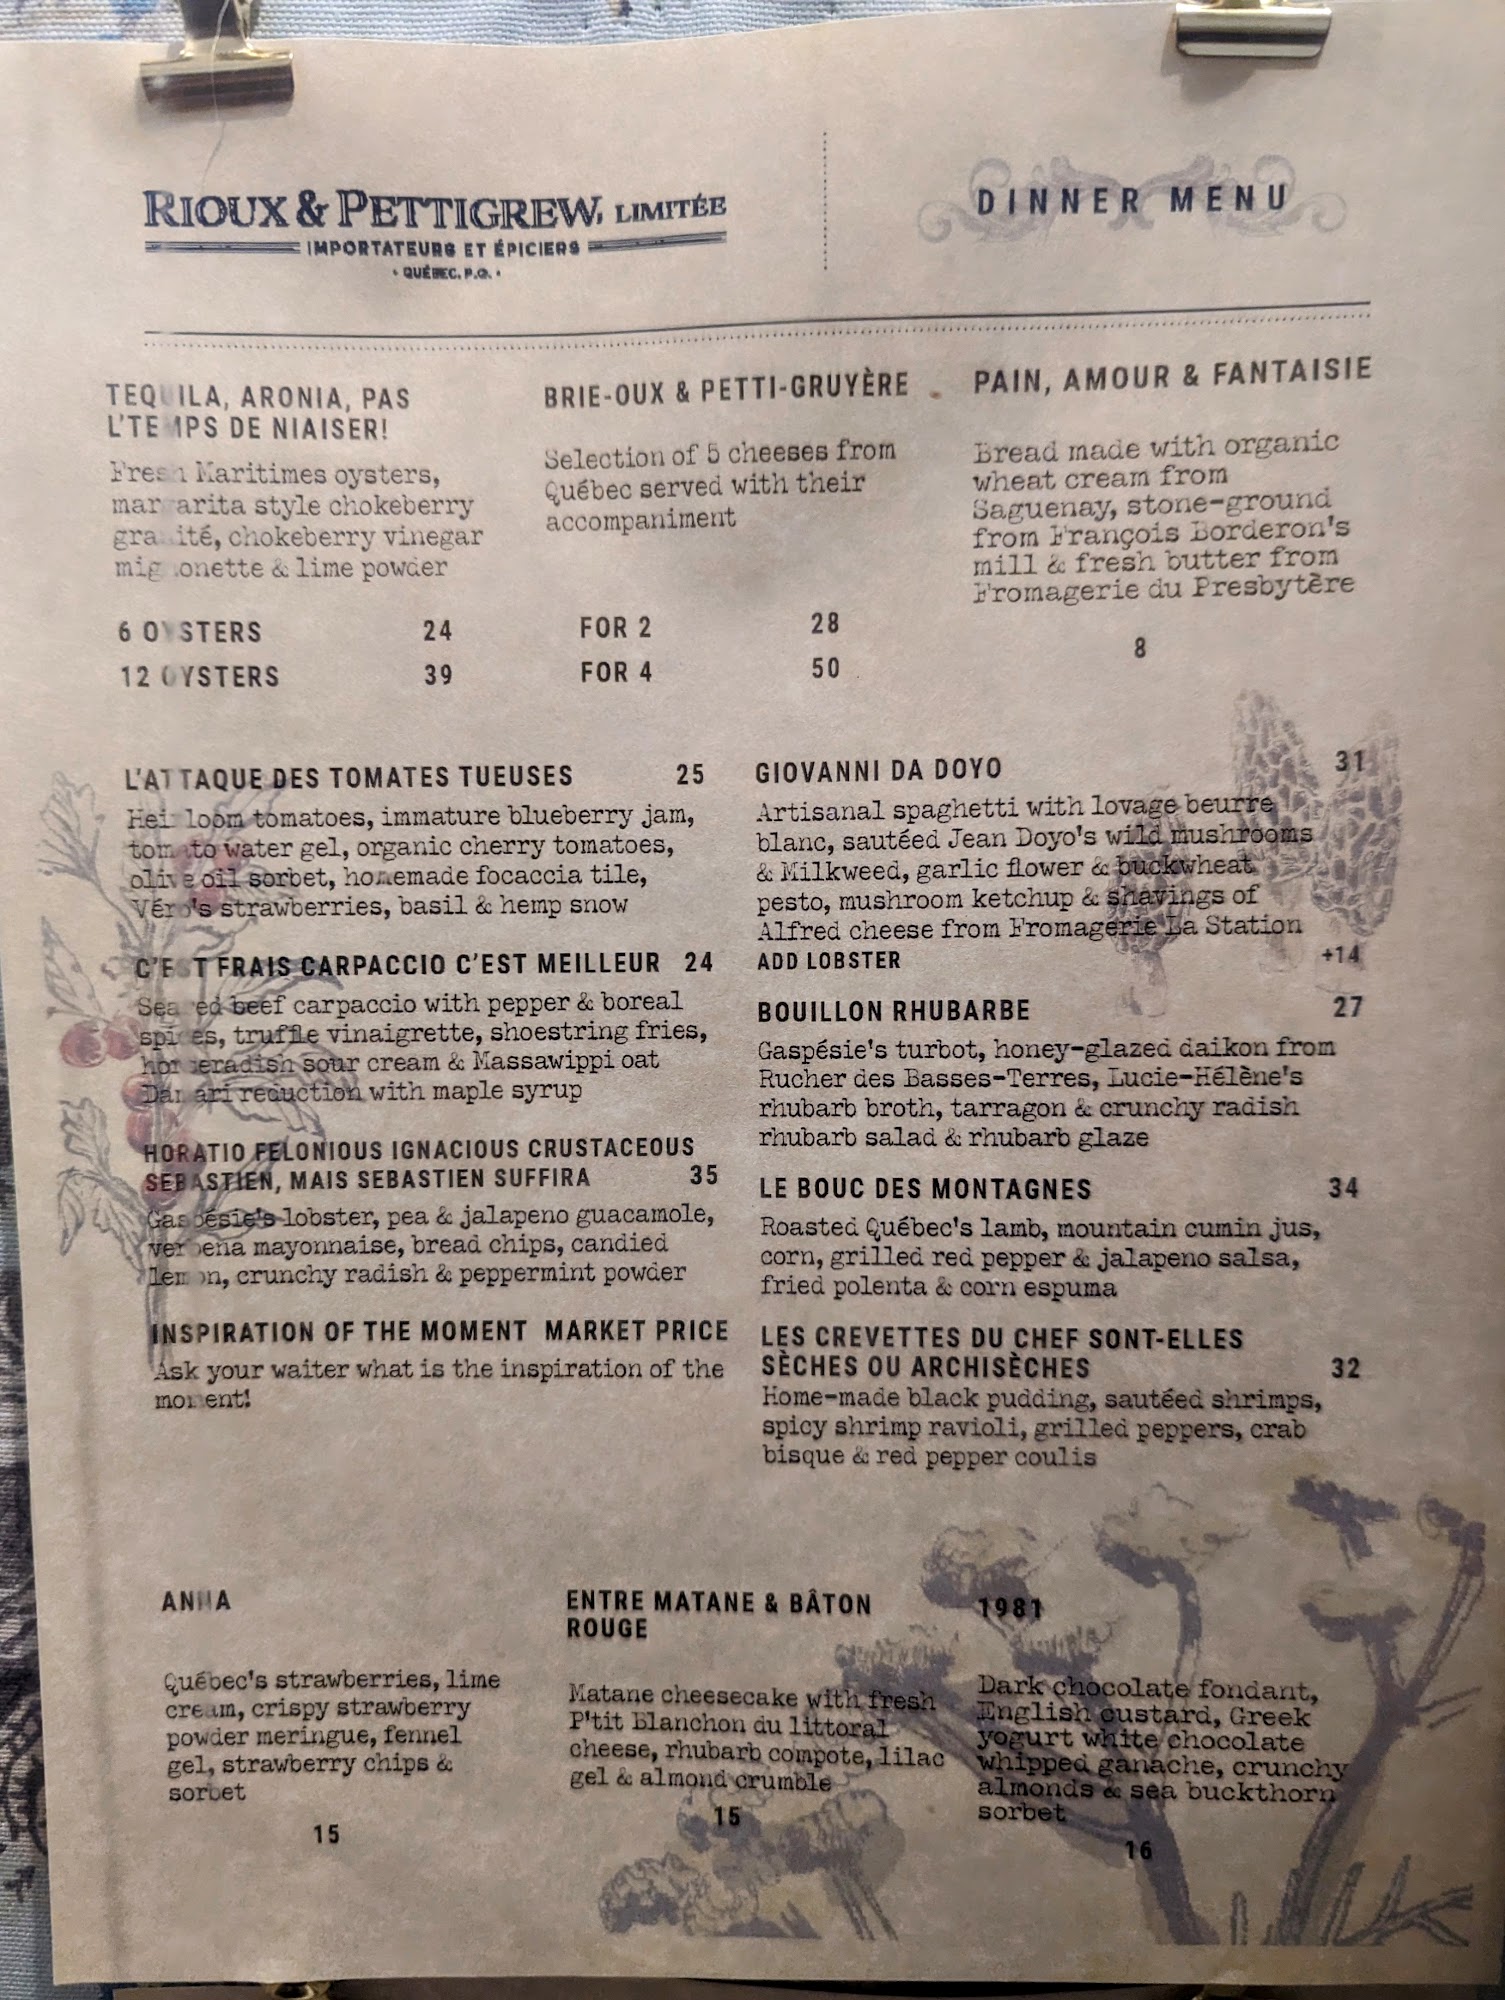 RIOUX & PETTIGREW, LIMITÉE
IMPORTATEURS ET ÉPICIERS
· QUÉBEC, P.Q. ·
DINNER MENU
TEQUILA, ARONIA, PAS
L'TEMPS DE NIAISER!
Fresh Maritimes oysters,
margarita style chokeberry
granité, chokeberry vinegar
mignonette & lime powder
6 OYSTERS 24
12 OYSTERS 39
BRIE-OUX & PETTI-GRUYÈRE
Selection of 5 cheeses from
Québec served with their
accompaniment
FOR 2 28
FOR 4 50
PAIN, AMOUR & FANTAISIE
Bread made with organic
wheat cream from
Saguenay, stone-ground
from François Borderon's
mill & fresh butter from
Fromagerie du Presbytère
8
L'ATTAQUE DES TOMATES TUEUSES 25
Heirloom tomatoes, immature blueberry jam,
tomato water gel, organic cherry tomatoes,
olive oil sorbet, homemade focaccia tile,
Véro's strawberries, basil & hemp snow
C'EST FRAIS CARPACCIO C'EST MEILLEUR 24
Seared beef carpaccio with pepper & boreal
spices, truffle vinaigrette, shoestring fries,
horseradish sour cream & Massawippi oat
Damari reduction with maple syrup
HORATIO FELONIOUS IGNACIOUS CRUSTACEOUS
SEBASTIEN, MAIS SEBASTIEN SUFFIRA 35
Gaspésie's lobster, pea & jalapeno guacamole,
verbena mayonnaise, bread chips, candied
lemon, crunchy radish & peppermint powder
INSPIRATION OF THE MOMENT MARKET PRICE
Ask your waiter what is the inspiration of the
moment!
GIOVANNI DA DOYO 31
Artisanal spaghetti with lovage beurre
blanc, sautéed Jean Doyo's wild mushrooms
& Milkweed, garlic flower & buckwheat
pesto, mushroom ketchup & shavings of
Alfred cheese from Fromagerie La Station
ADD LOBSTER +14
BOUILLON RHUBARBE 27
Gaspésie's turbot, honey-glazed daikon from
Rucher des Basses-Terres, Lucie-Hélène's
rhubarb broth, tarragon & crunchy radish
rhubarb salad & rhubarb glaze
LE BOUC DES MONTAGNES 34
Roasted Québec's lamb, mountain cumin jus,
corn, grilled red pepper & jalapeno salsa,
fried polenta & corn espuma
LES CREVETTES DU CHEF SONT-ELLES
SÈCHES OU ARCHISÈCHES 32
Home-made black pudding, sautéed shrimps,
spicy shrimp ravioli, grilled peppers, crab
bisque & red pepper coulis
ANNA
Québec's strawberries, lime
cream, crispy strawberry
powder meringue, fennel
gel, strawberry chips &
sorbet
15
ENTRE MATANE & BÂTON
ROUGE
Matane cheesecake with fresh
P'tit Blanchon du littoral
cheese, rhubarb compote, lilac
gel & almond crumble
15
1981
Dark chocolate fondant,
English custard, Greek
yogurt white chocolate
whipped ganache, crunchy
almonds & sea buckthorn
sorbet
16